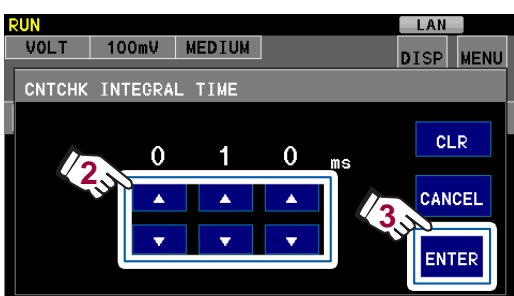 RUN LAN
VOLT 100mV MEDIUM DISP MENU
CNTCHK INTEGRAL TIME
CLR
0 1 0 ms
2
CANCEL
3
ENTER